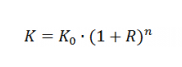 K = K₀ · (1 + R)ⁿ